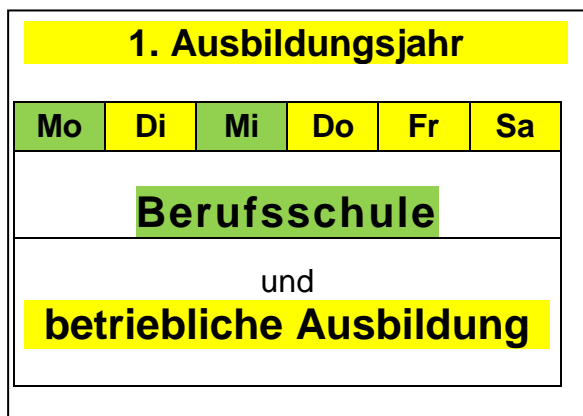 1. Ausbildungsjahr
Mo Di Mi Do Fr Sa
Berufsschule
und
betriebliche Ausbildung